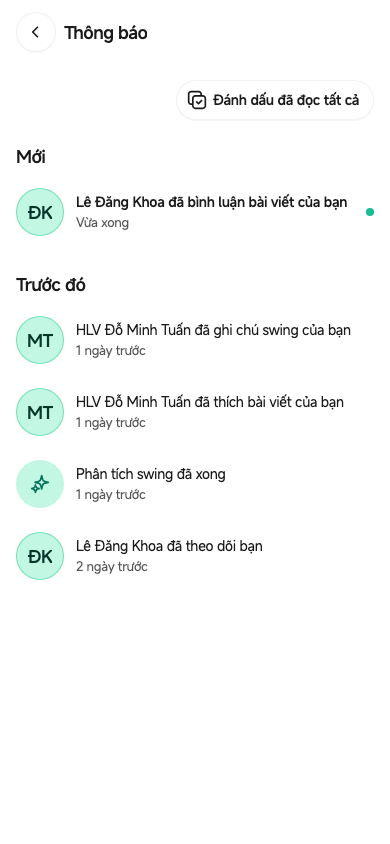 Thông báo
Đánh dấu đã đọc tất cả
Mới
ĐK
Lê Đăng Khoa đã bình luận bài viết của bạn
Vừa xong
Trước đó
MT
HLV Đỗ Minh Tuấn đã ghi chú swing của bạn
1 ngày trước
MT
HLV Đỗ Minh Tuấn đã thích bài viết của bạn
1 ngày trước
Phân tích swing đã xong
1 ngày trước
ĐK
Lê Đăng Khoa đã theo dõi bạn
2 ngày trước